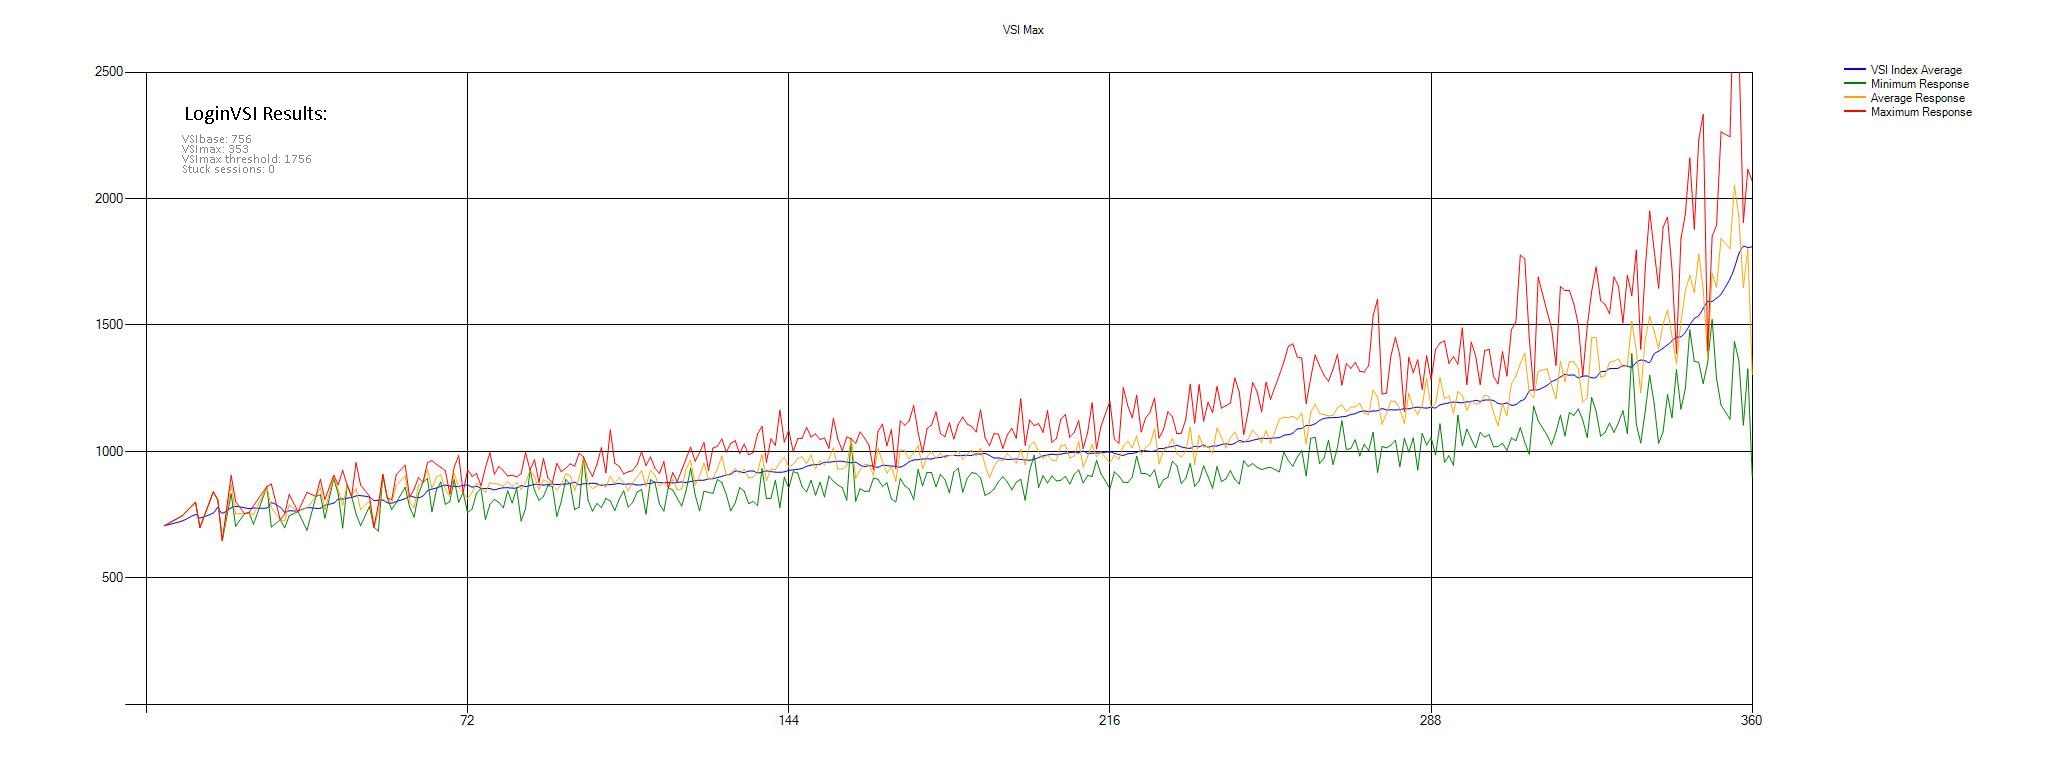 VSI Max
VSI Index Average
Minimum Response
Average Response
Maximum Response
LoginVSI Results:
VSIbase: 756
VSImax: 353
VSImax threshold: 1756
Stuck sessions: 0
2500
2000
1500
1000
500
72 144 216 288 360